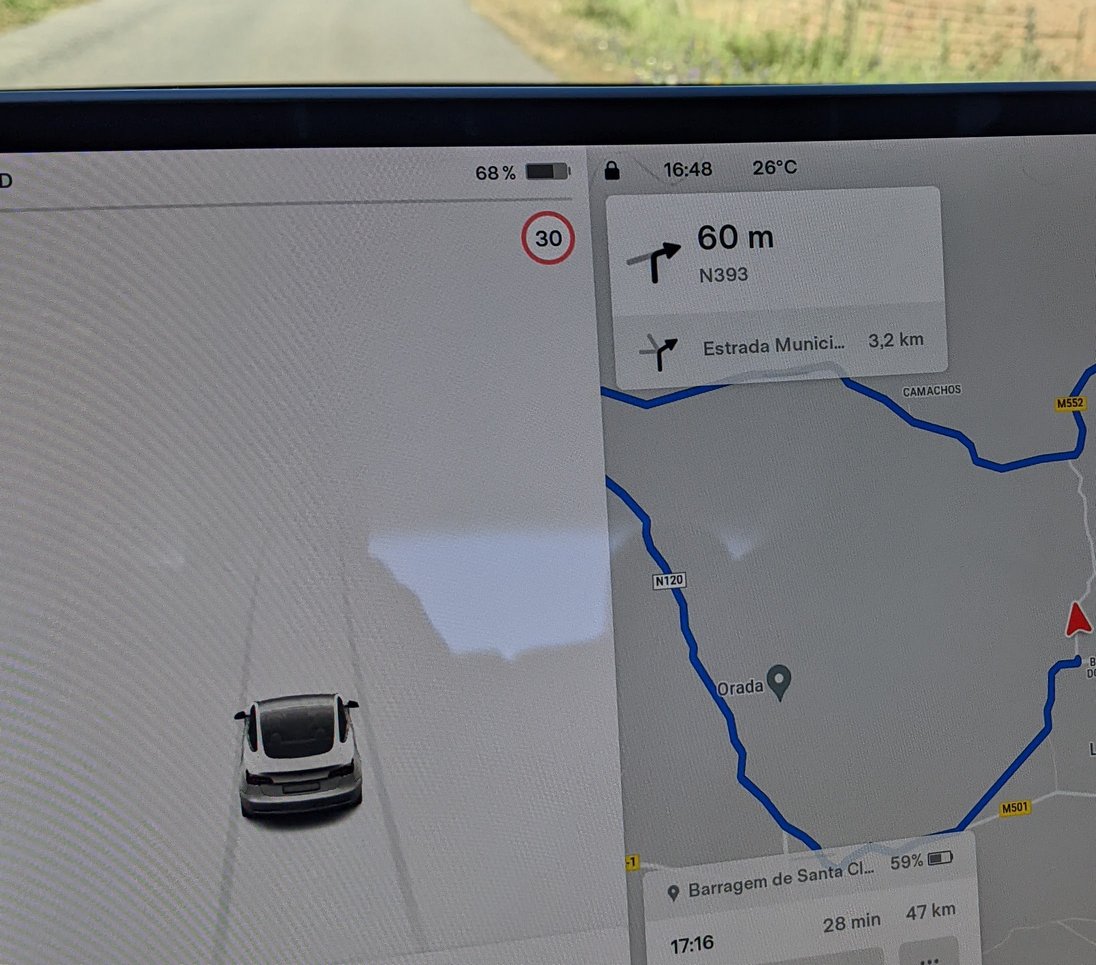 D
68 %
30
16:48 26°C
60 m
N393
Estrada Munici... 3,2 km
CAMACHOS
M552
N120
Orada
M501
-1
Barragem de Santa Cl... 59%
17:16 28 min 47 km
...